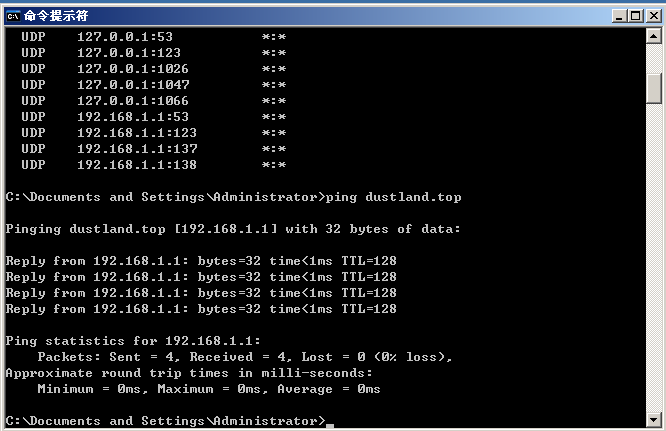 命令提示符
UDP    127.0.0.1:53           *:*
UDP    127.0.0.1:123          *:*
UDP    127.0.0.1:1026         *:*
UDP    127.0.0.1:1047         *:*
UDP    127.0.0.1:1066         *:*
UDP    192.168.1.1:53         *:*
UDP    192.168.1.1:123        *:*
UDP    192.168.1.1:137        *:*
UDP    192.168.1.1:138        *:*
C:\Documents and Settings\Administrator>ping dustland.top
Pinging dustland.top [192.168.1.1] with 32 bytes of data:
Reply from 192.168.1.1: bytes=32 time<1ms TTL=128
Reply from 192.168.1.1: bytes=32 time<1ms TTL=128
Reply from 192.168.1.1: bytes=32 time<1ms TTL=128
Reply from 192.168.1.1: bytes=32 time<1ms TTL=128
Ping statistics for 192.168.1.1:
    Packets: Sent = 4, Received = 4, Lost = 0 (0% loss),
Approximate round trip times in milli-seconds:
    Minimum = 0ms, Maximum = 0ms, Average = 0ms
C:\Documents and Settings\Administrator>_